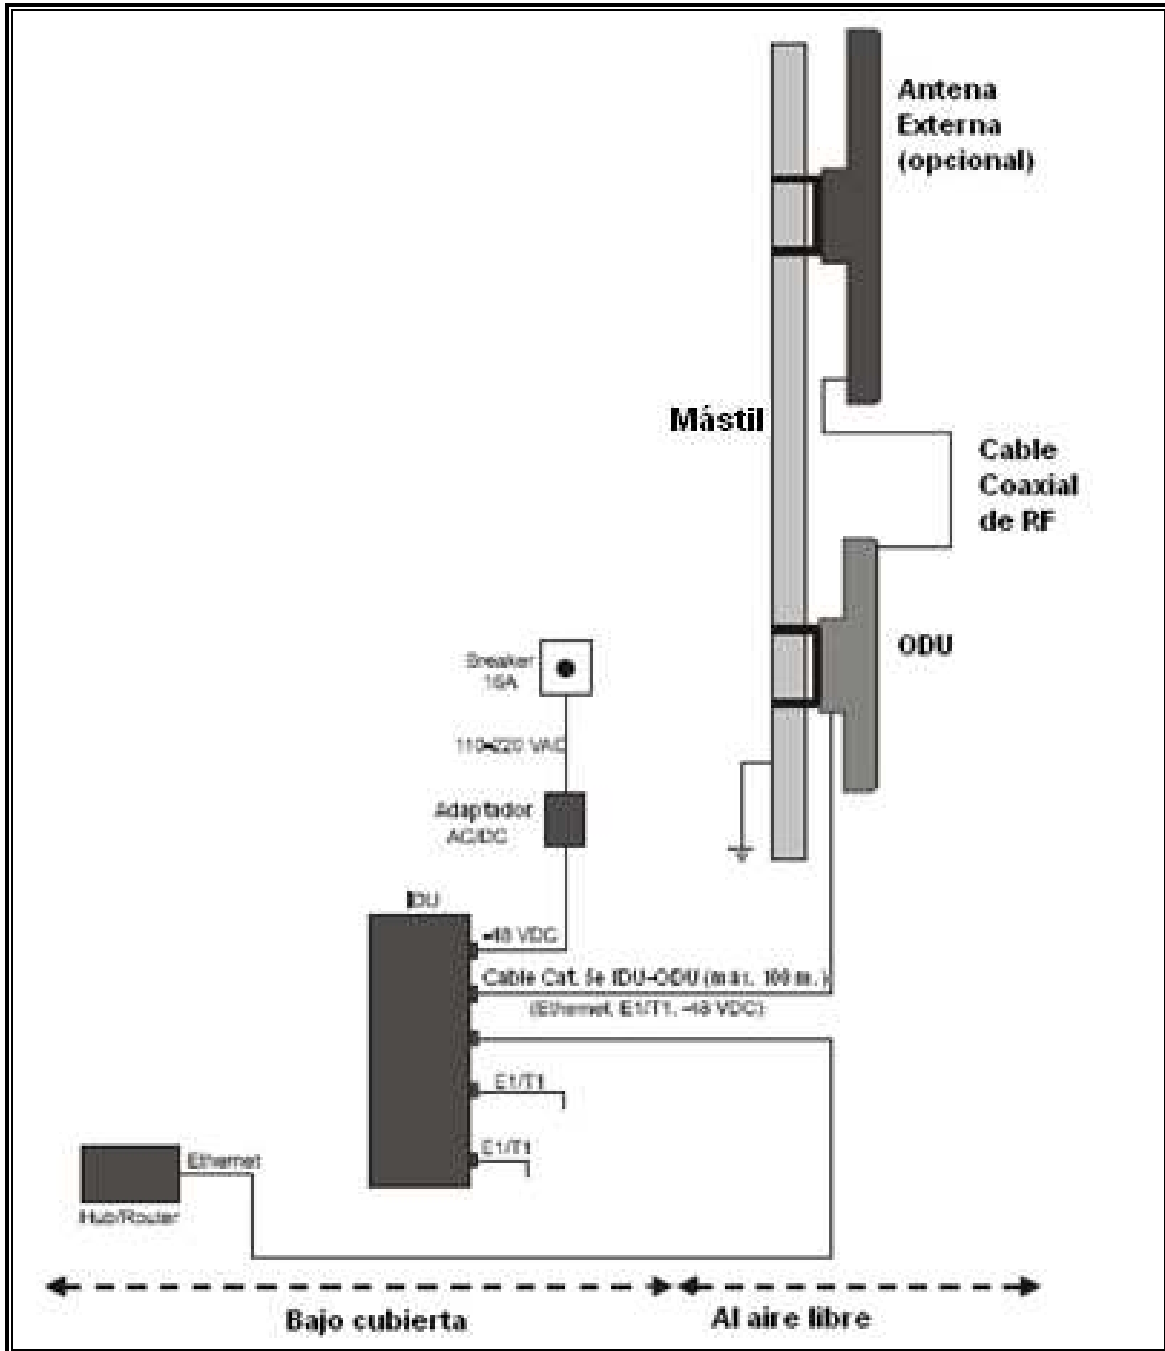 Antena
Externa
(opcional)
Mástil
Cable
Coaxial
de RF
ODU
Breaker
16A
110-220 VAC
Adaptador
AC/DC
IDU
-48 VDC
Cable Cat. 5e IDU-ODU (max. 100 m. )
(Ethernet, E1/T1, -48 VDC)
E1/T1
E1/T1
Ethernet
Hub/Router
Bajo cubierta
Al aire libre